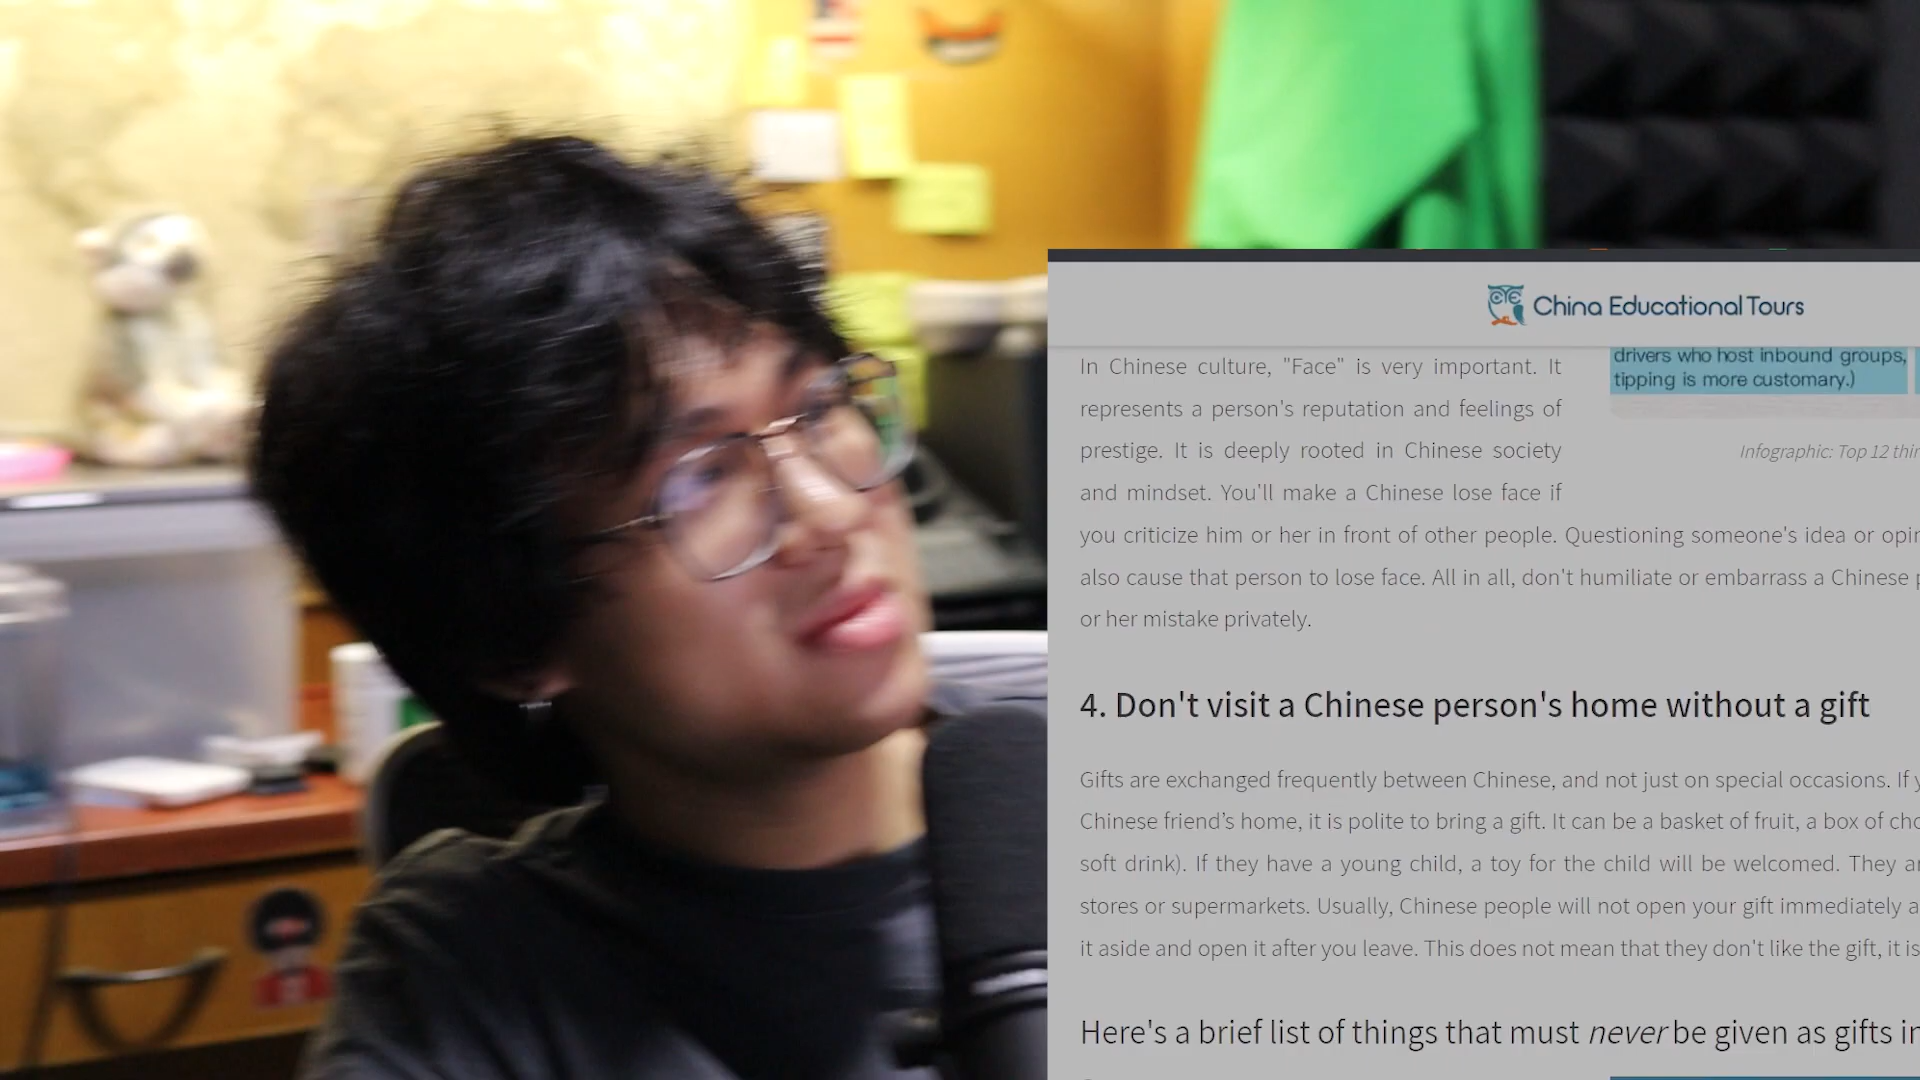 China Educational Tours
drivers who host inbound groups,
tipping is more customary.)
In Chinese culture, "Face" is very important. It
represents a person's reputation and feelings of
prestige. It is deeply rooted in Chinese society
and mindset. You'll make a Chinese lose face if
Infographic: Top 12
you criticize him or her in front of other people. Questioning someone's idea or
also cause that person to lose face. All in all, don't humiliate or embarrass a Chinese
or her mistake privately.
4. Don't visit a Chinese person's home without a gift
Gifts are exchanged frequently between Chinese, and not just on special occasions. If
Chinese friend’s home, it is polite to bring a gift. It can be a basket of fruit, a box of
soft drink). If they have a young child, a toy for the child will be welcomed. They
stores or supermarkets. Usually, Chinese people will not open your gift immediately
it aside and open it after you leave. This does not mean that they don't like the gift, it is
Here's a brief list of things that must never be given as gifts